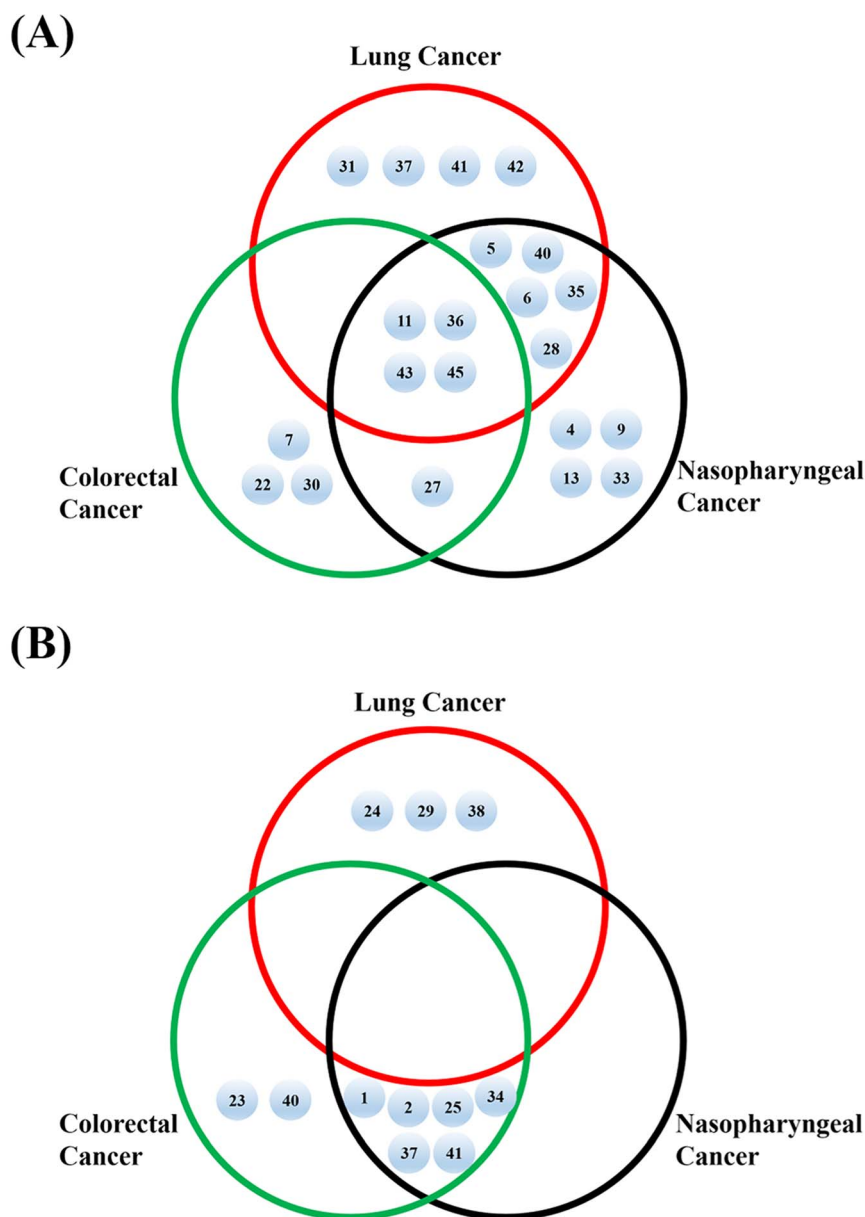 (A)
Lung Cancer
31 37 41 42
5 40
6 35
11 36
28
43 45
4 9
7
Colorectal
Cancer
22 30
27
13 33
Nasopharyngeal
Cancer
(B)
Lung Cancer
24 29 38
23 40
1 2 25 34
37 41
Colorectal
Cancer
Nasopharyngeal
Cancer